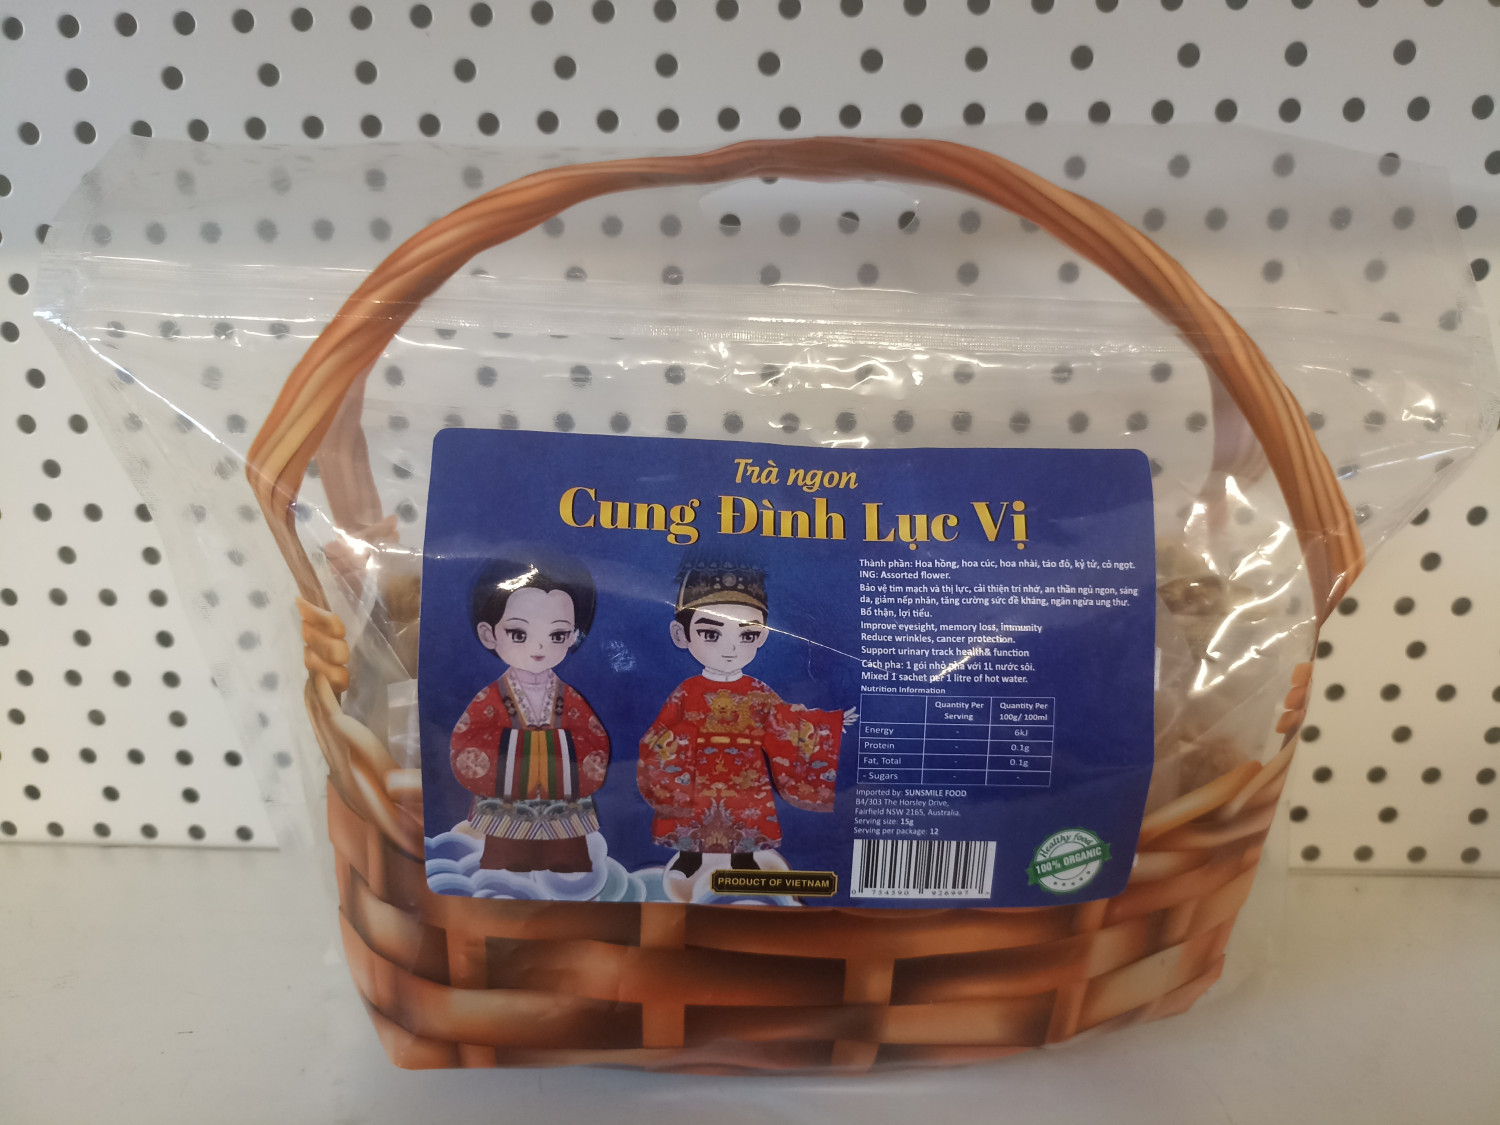 Trà ngon
Cung Đình Lục Vị
Thành phần: Hoa hồng, hoa cúc, hoa nhài, táo đỏ, kỷ tử, cỏ ngọt.
ING: Assorted flower.
Bảo vệ tim mạch và thị lực, cải thiện trí nhớ, an thần ngủ ngon, sáng
da, giảm nếp nhăn, tăng cường sức đề kháng, ngăn ngừa ung thư.
Bổ thận, lợi tiểu.
Improve eyesight, memory loss, immunity
Reduce wrinkles, cancer protection.
Support urinary track health& function
Cách pha: 1 gói nhỏ pha với 1L nước sôi.
Mixed 1 sachet per 1 litre of hot water.
Nutrition Information
Quantity Per Serving
Quantity Per 100g/ 100ml
Energy - 6kJ
Protein - 0.1g
Fat, Total - 0.1g
- Sugars - -
Imported by: SUNSMILE FOOD
B4/303 The Horsley Drive,
Fairfield NSW 2165, Australia.
Serving size: 15g
Serving per package: 12
PRODUCT OF VIETNAM
0 754590 926997
Healthy food
100% ORGANIC